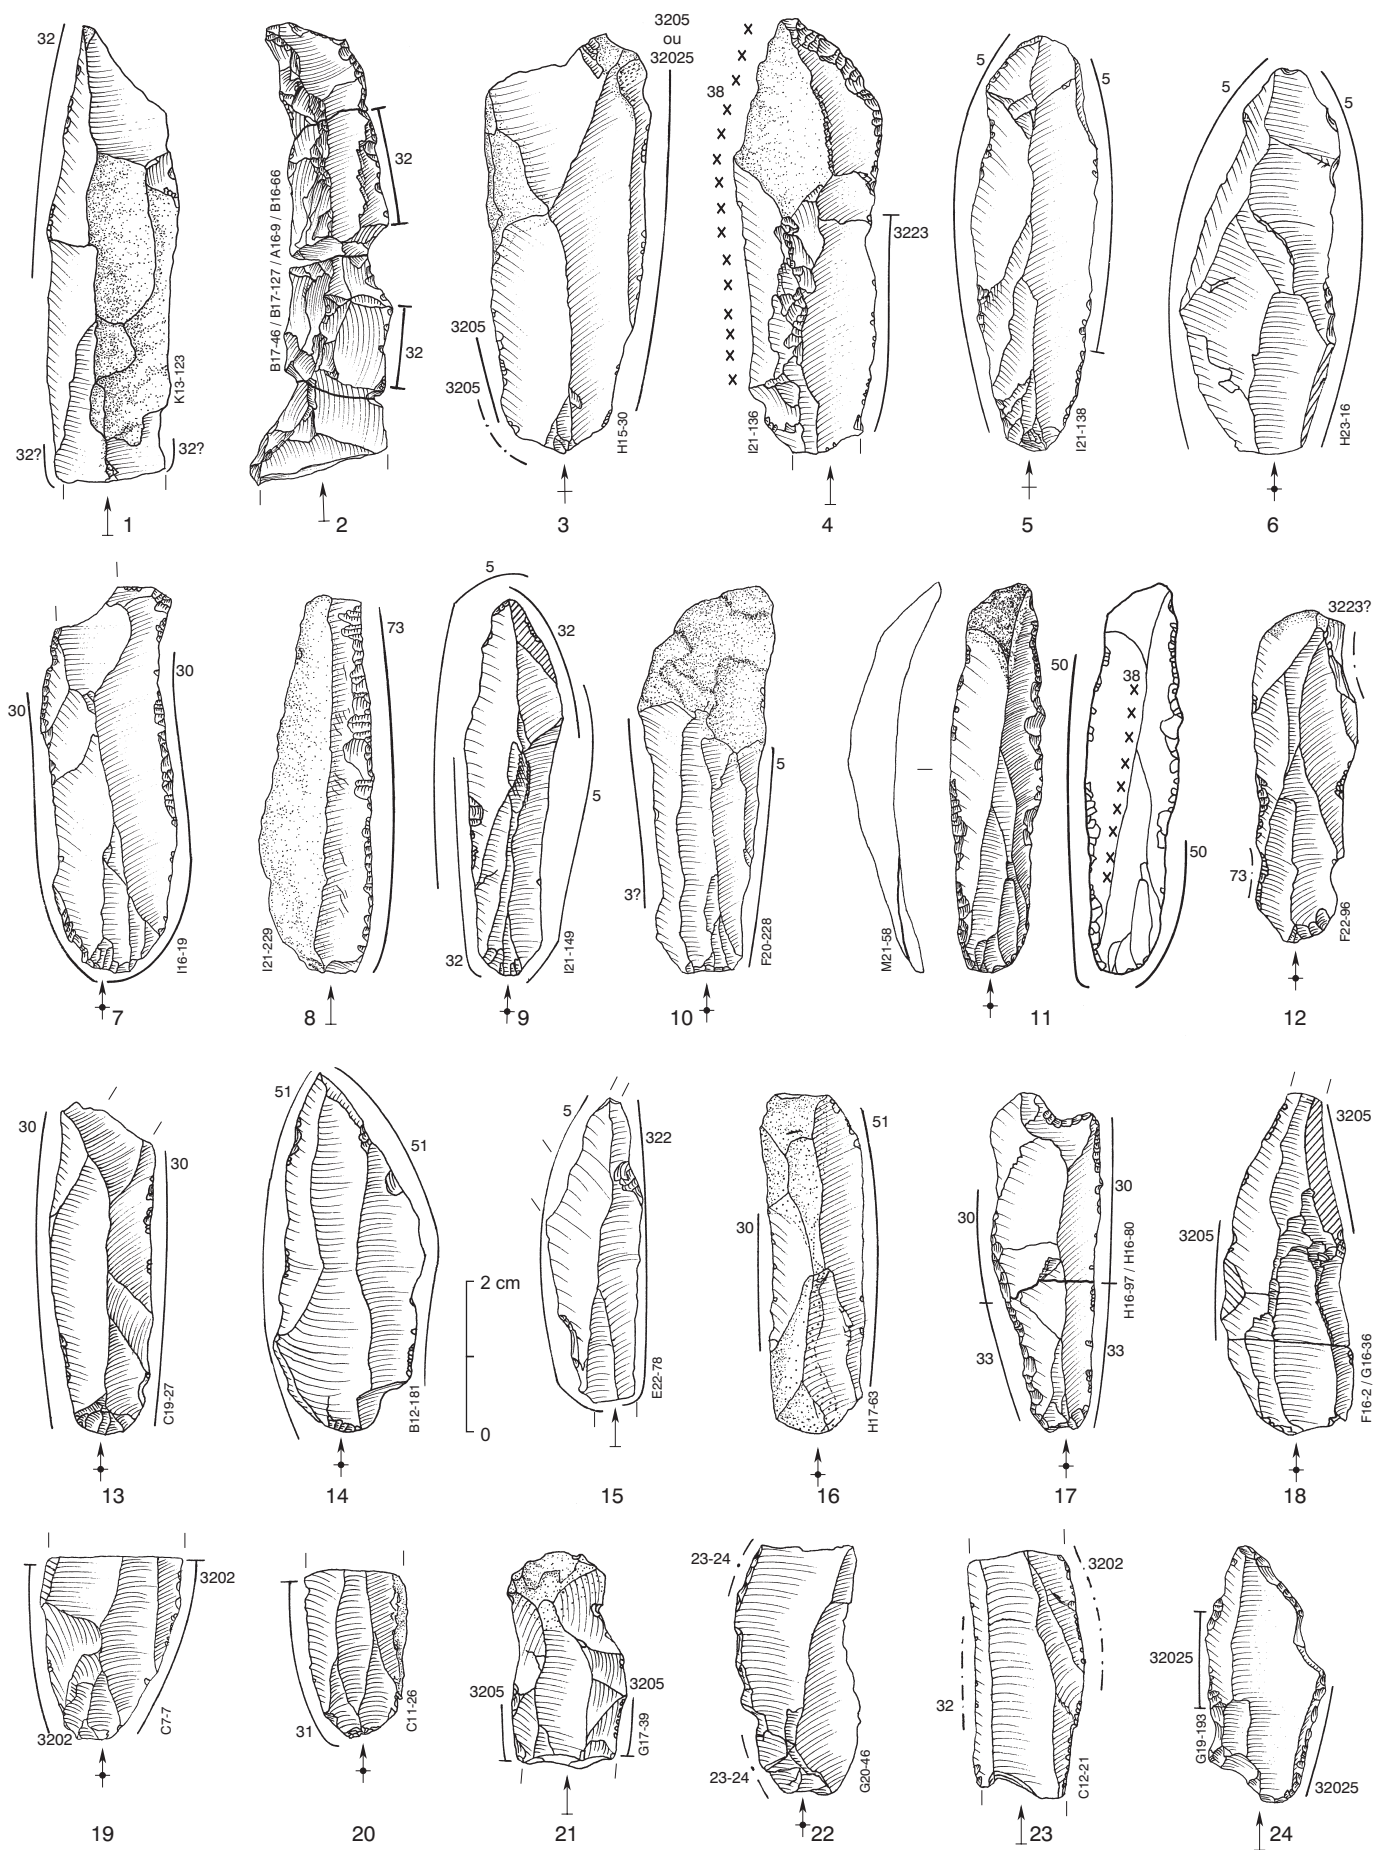 32
K13-123
32?
32?
1
B17-46 / B17-127 / A16-9 / B16-66
32
32
2
3205
ou
32025
3205
3205
H15-30
3
38
x x x x x x x x x x x x x x
3223
I21-136
4
5
5
I21-138
5
5
5
H23-16
6
30
30
I16-19
7
73
I21-229
8
5
32
5
32
I21-149
9
5
3?
F20-228
10
M21-58
50
38
x x x x x x x x x
50
11
3223?
73
F22-96
12
30
30
C19-27
13
51
51
B12-181
14
2 cm
0
5
322
E22-78
15
51
30
H17-63
16
30
30
H16-97 / H16-80
33
33
17
3205
3205
F16-2 / G16-36
18
3202
3202
C7-7
19
31
C11-26
20
3205
3205
G17-39
21
23-24
23-24
G20-46
22
3202
32
C12-21
23
32025
G19-193
32025
24